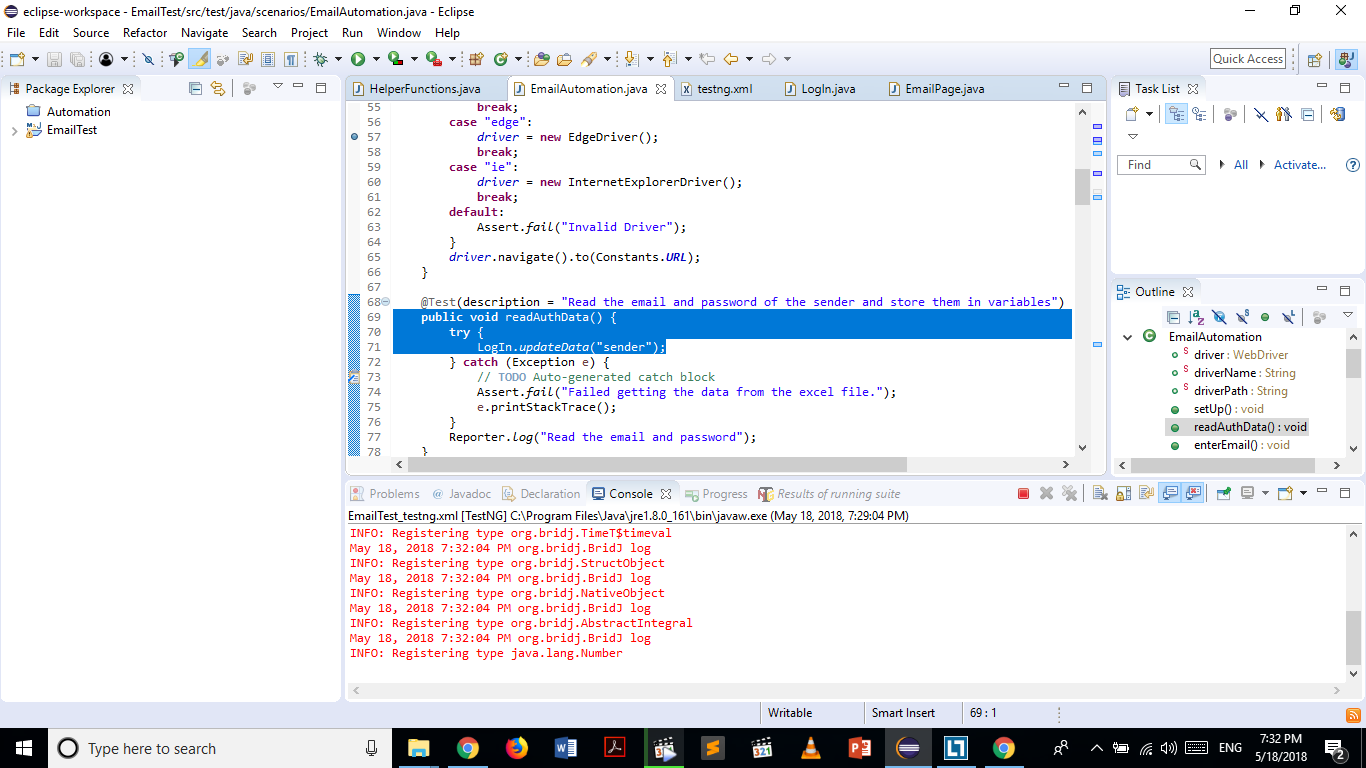 eclipse-workspace - EmailTest/src/test/java/scenarios/EmailAutomation.java - Eclipse
File Edit Source Refactor Navigate Search Project Run Window Help
Quick Access
Package Explorer
Automation
EmailTest
HelperFunctions.java EmailAutomation.java testng.xml LogIn.java EmailPage.java
55 break;
56 case "edge":
57 driver = new EdgeDriver();
58 break;
59 case "ie":
60 driver = new InternetExplorerDriver();
61 break;
62 default:
63 Assert.fail("Invalid Driver");
64 }
65 driver.navigate().to(Constants.URL);
66 }
67
68 @Test(description = "Read the email and password of the sender and store them in variables")
69 public void readAuthData() {
70 try {
71 LogIn.updateData("sender");
72 } catch (Exception e) {
73 // TODO Auto-generated catch block
74 Assert.fail("Failed getting the data from the excel file.");
75 e.printStackTrace();
76 }
77 Reporter.log("Read the email and password");
78 }
Task List
Find All Activate...
Outline
EmailAutomation
driver : WebDriver
driverName : String
driverPath : String
setUp() : void
readAuthData() : void
enterEmail() : void
Problems @ Javadoc Declaration Console Progress Results of running suite
EmailTest_testng.xml [TestNG] C:\Program Files\Java\jre1.8.0_161\bin\javaw.exe (May 18, 2018, 7:29:04 PM)
INFO: Registering type org.bridj.TimeT$timeval
May 18, 2018 7:32:04 PM org.bridj.BridJ log
INFO: Registering type org.bridj.StructObject
May 18, 2018 7:32:04 PM org.bridj.BridJ log
INFO: Registering type org.bridj.NativeObject
May 18, 2018 7:32:04 PM org.bridj.BridJ log
INFO: Registering type org.bridj.AbstractIntegral
May 18, 2018 7:32:04 PM org.bridj.BridJ log
INFO: Registering type java.lang.Number
Writable Smart Insert 69 : 1
Type here to search
ENG
7:32 PM
5/18/2018
2